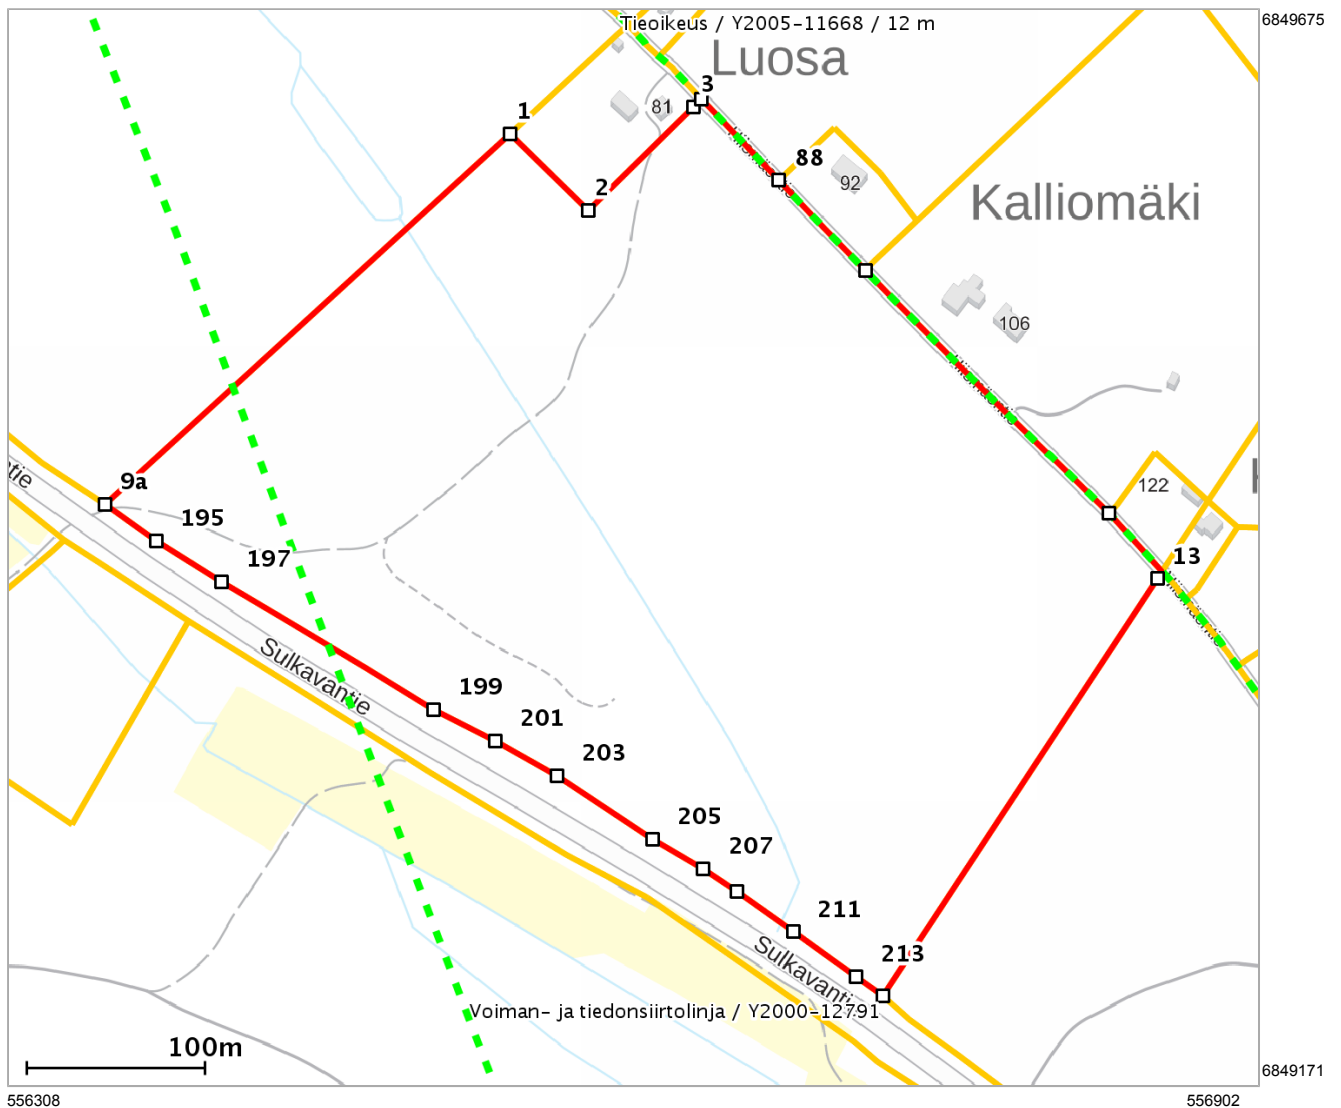 Tieoikeus / Y2005-11668 / 12 m
6849675
Luosa
3
81
1
88
92
2
Kalliomäki
106
tie
9a
122
195
197
13
Sulkavantie
199
201
203
205
207
211
213
Sulkavantie
Voiman- ja tiedonsiirtolinja / Y2000-12791
100m
6849171
556308
556902